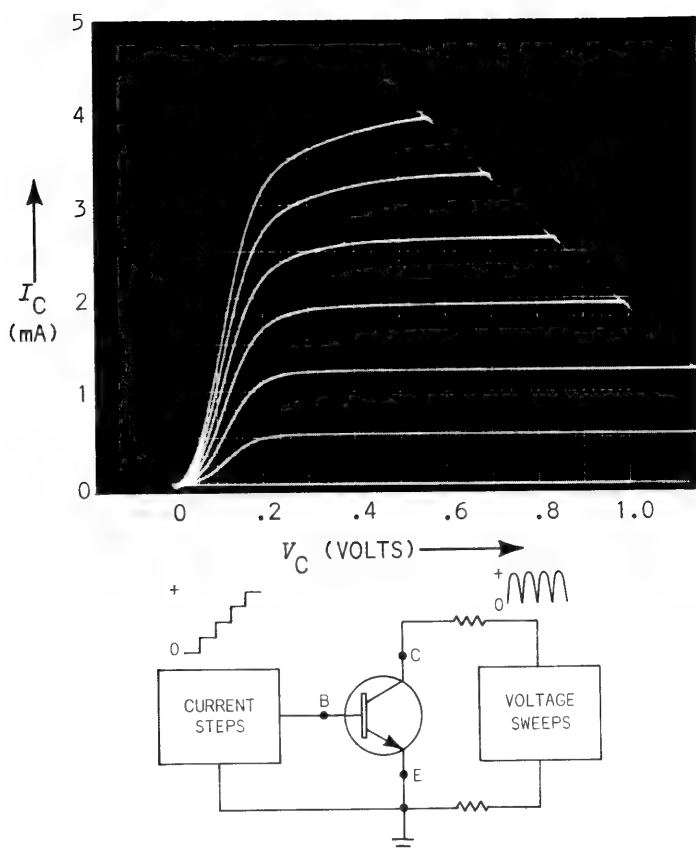 5
4
3
2
1
0
I_C
(mA)
0 .2 .4 .6 .8 1.0
V_C (VOLTS)
+
0
+
0
C
B
E
CURRENT
STEPS
VOLTAGE
SWEEPS